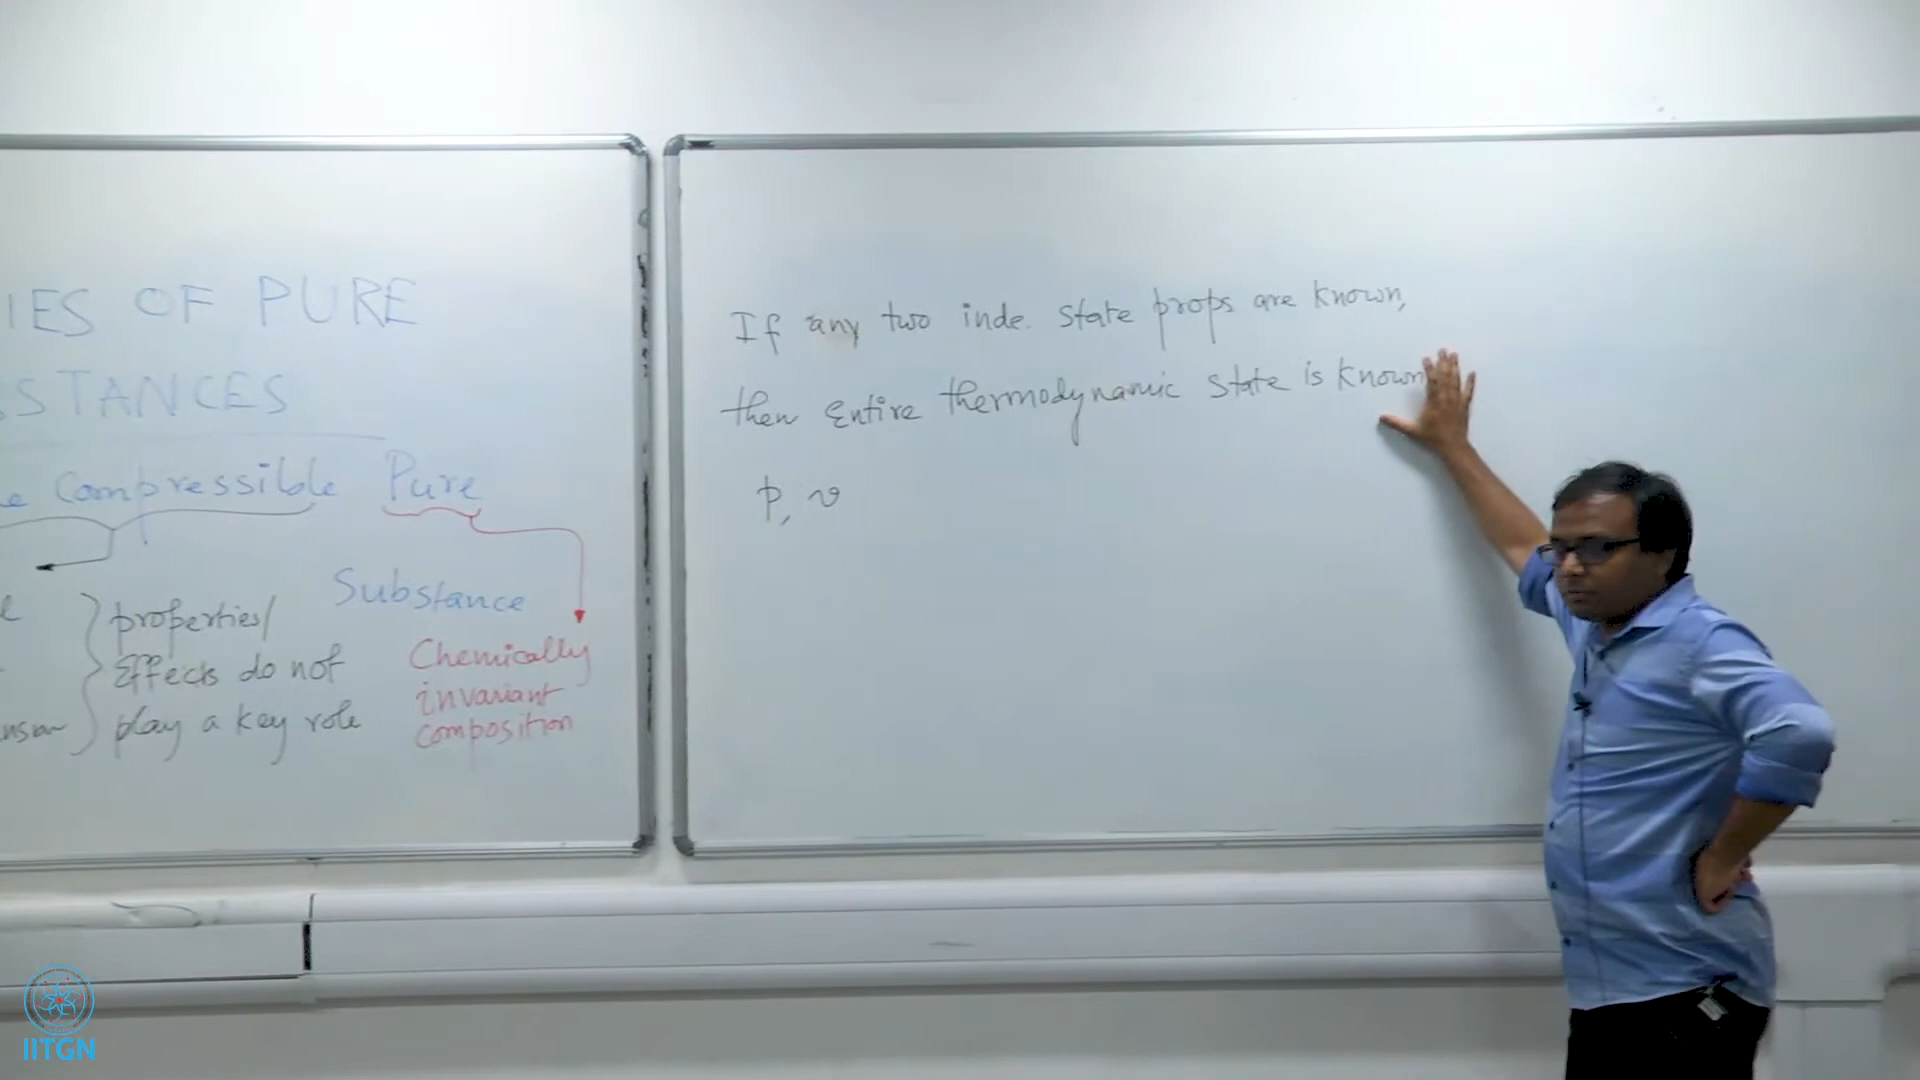 IES OF PURE
STANCES
e Compressible Pure
Substance
properties/
Effects do not
play a key role
Chemically
invariant
composition
If any two inde. state props are known,
then Entire thermodynamic state is known
p, v
IITGN